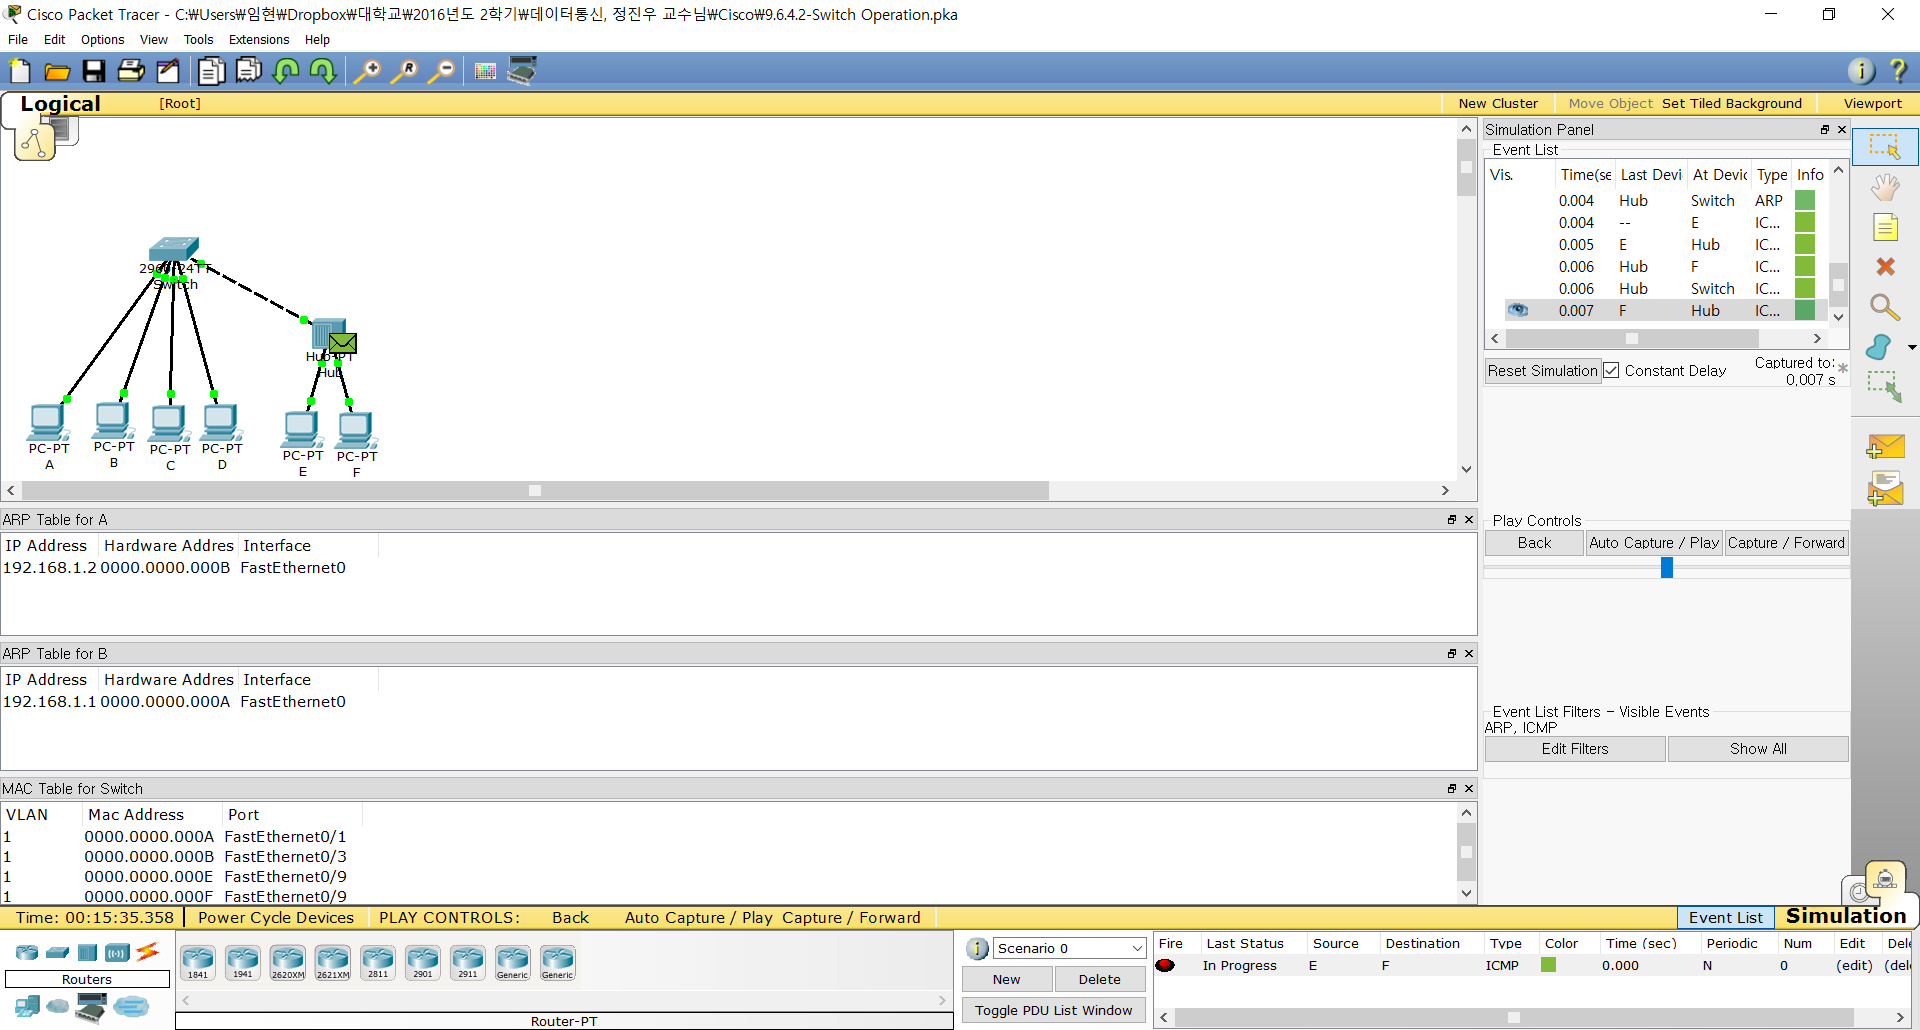 Cisco Packet Tracer - C:₩Users₩임현₩Dropbox₩대학교₩2016년도 2학기₩데이터통신, 정진우 교수님₩Cisco₩9.6.4.2-Switch Operation.pka
File Edit Options View Tools Extensions Help
Logical [Root] New Cluster Move Object Set Tiled Background Viewport
2960-24TT
Switch
Hub-PT
Hub
PC-PT
A
PC-PT
B
PC-PT
C
PC-PT
D
PC-PT
E
PC-PT
F
Simulation Panel
Event List
Vis. Time(se Last Devi At Devic Type Info
0.004 Hub Switch ARP
0.004 -- E IC...
0.005 E Hub IC...
0.006 Hub F IC...
0.006 Hub Switch IC...
0.007 F Hub IC...
Reset Simulation Constant Delay Captured to: *
0,007 s
Play Controls
Back Auto Capture / Play Capture / Forward
Event List Filters - Visible Events
ARP, ICMP
Edit Filters Show All
ARP Table for A
IP Address Hardware Addres Interface
192.168.1.2 0000.0000.000B FastEthernet0
ARP Table for B
IP Address Hardware Addres Interface
192.168.1.1 0000.0000.000A FastEthernet0
MAC Table for Switch
VLAN Mac Address Port
1 0000.0000.000A FastEthernet0/1
1 0000.0000.000B FastEthernet0/3
1 0000.0000.000E FastEthernet0/9
1 0000.0000.000F FastEthernet0/9
Time: 00:15:35.358 Power Cycle Devices PLAY CONTROLS: Back Auto Capture / Play Capture / Forward Event List Simulation
Routers
1841 1941 2620XM 2621XM 2811 2901 2911 Generic Generic
Router-PT
Scenario 0
New Delete
Toggle PDU List Window
Fire Last Status Source Destination Type Color Time (sec) Periodic Num Edit Dele
In Progress E F ICMP 0.000 N 0 (edit) (del